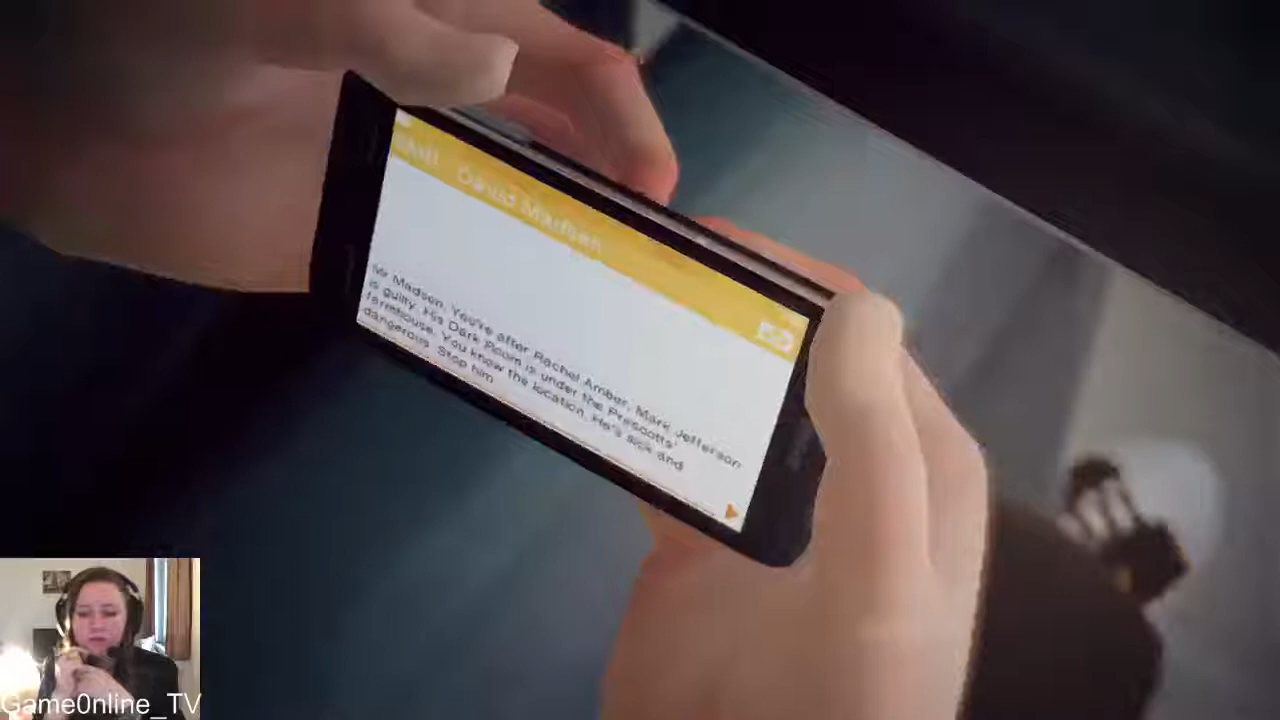 David Madsen
Mr Madsen. You're after Rachel Amber. Mark Jefferson
is guilty. His Dark Room is under the Prescotts'
farmhouse. You know the location. He's sick and
dangerous. Stop him
Game0nline_TV